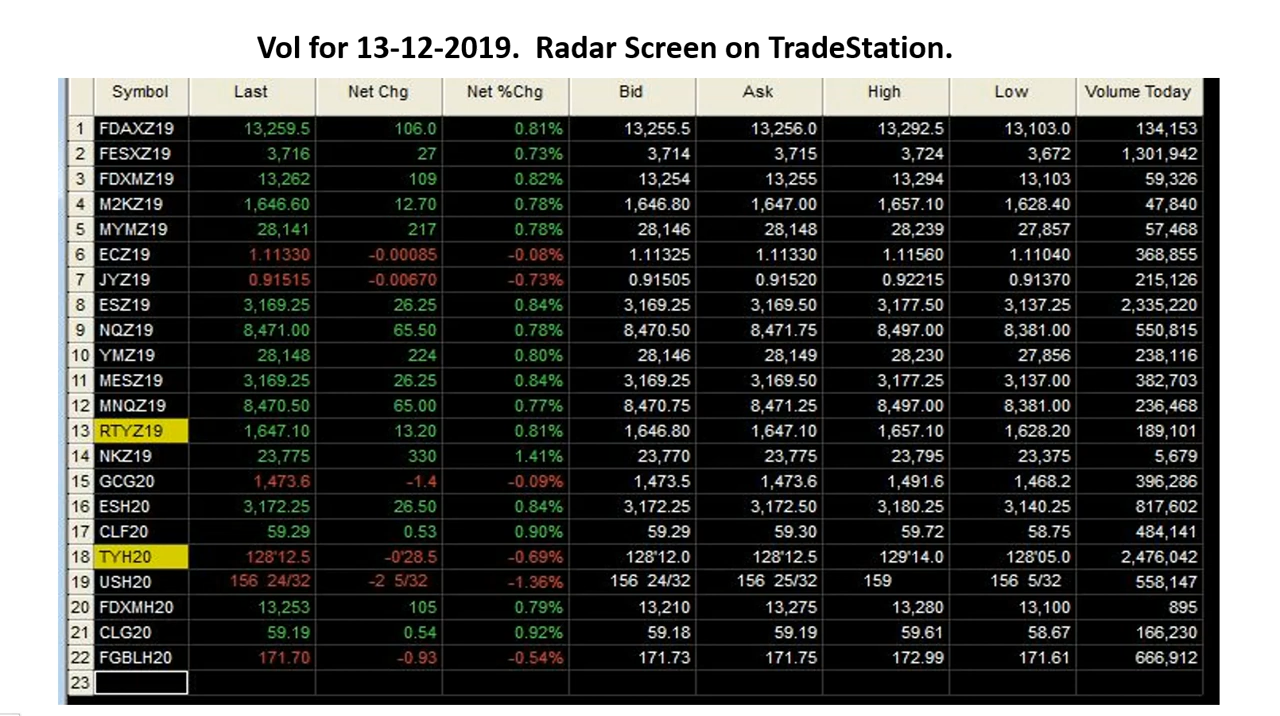 Vol for 13-12-2019.  Radar Screen on TradeStation.
Symbol Last Net Chg Net %Chg Bid Ask High Low Volume Today
1 FDAXZ19 13,259.5 106.0 0.81% 13,255.5 13,256.0 13,292.5 13,103.0 134,153
2 FESXZ19 3,716 27 0.73% 3,714 3,715 3,724 3,672 1,301,942
3 FDXMZ19 13,262 109 0.82% 13,254 13,255 13,294 13,103 59,326
4 M2KZ19 1,646.60 12.70 0.78% 1,646.80 1,647.00 1,657.10 1,628.40 47,840
5 MYMZ19 28,141 217 0.78% 28,146 28,148 28,239 27,857 57,468
6 ECZ19 1.11330 -0.00085 -0.08% 1.11325 1.11330 1.11560 1.11040 368,855
7 JYZ19 0.91515 -0.00670 -0.73% 0.91505 0.91520 0.92215 0.91370 215,126
8 ESZ19 3,169.25 26.25 0.84% 3,169.25 3,169.50 3,177.50 3,137.25 2,335,220
9 NQZ19 8,471.00 65.50 0.78% 8,470.50 8,471.75 8,497.00 8,381.00 550,815
10 YMZ19 28,148 224 0.80% 28,146 28,149 28,230 27,856 238,116
11 MESZ19 3,169.25 26.25 0.84% 3,169.25 3,169.50 3,177.25 3,137.00 382,703
12 MNQZ19 8,470.50 65.00 0.77% 8,470.75 8,471.25 8,497.00 8,381.00 236,468
13 RTYZ19 1,647.10 13.20 0.81% 1,646.80 1,647.10 1,657.10 1,628.20 189,101
14 NKZ19 23,775 330 1.41% 23,770 23,775 23,795 23,375 5,679
15 GCG20 1,473.6 -1.4 -0.09% 1,473.5 1,473.6 1,491.6 1,468.2 396,286
16 ESH20 3,172.25 26.50 0.84% 3,172.25 3,172.50 3,180.25 3,140.25 817,602
17 CLF20 59.29 0.53 0.90% 59.29 59.30 59.72 58.75 484,141
18 TYH20 128'12.5 -0'28.5 -0.69% 128'12.0 128'12.5 129'14.0 128'05.0 2,476,042
19 USH20 156 24/32 -2 5/32 -1.36% 156 24/32 156 25/32 159 156 5/32 558,147
20 FDXMH20 13,253 105 0.79% 13,210 13,275 13,280 13,100 895
21 CLG20 59.19 0.54 0.92% 59.18 59.19 59.61 58.67 166,230
22 FGBLH20 171.70 -0.93 -0.54% 171.73 171.75 172.99 171.61 666,912
23